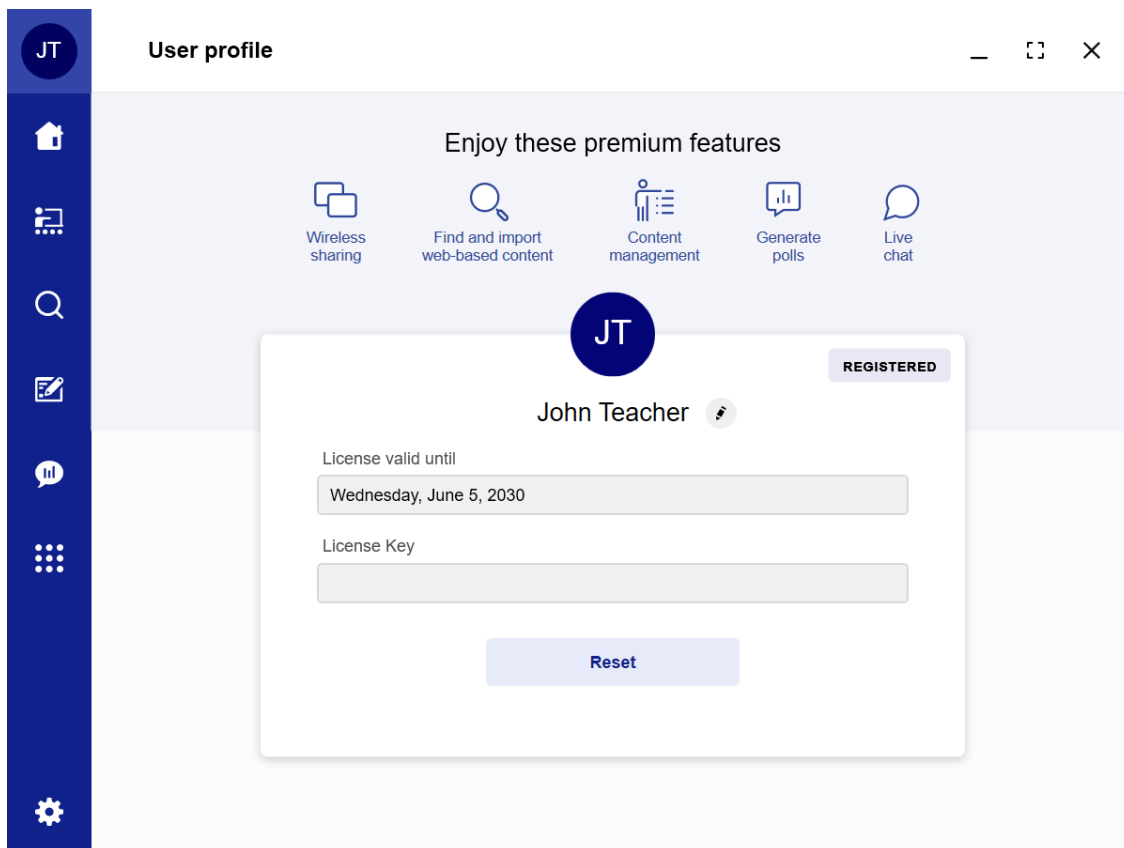 JT
User profile
Enjoy these premium features
Wireless
sharing
Find and import
web-based content
Content
management
Generate
polls
Live
chat
JT
REGISTERED
John Teacher
License valid until
Wednesday, June 5, 2030
License Key
Reset